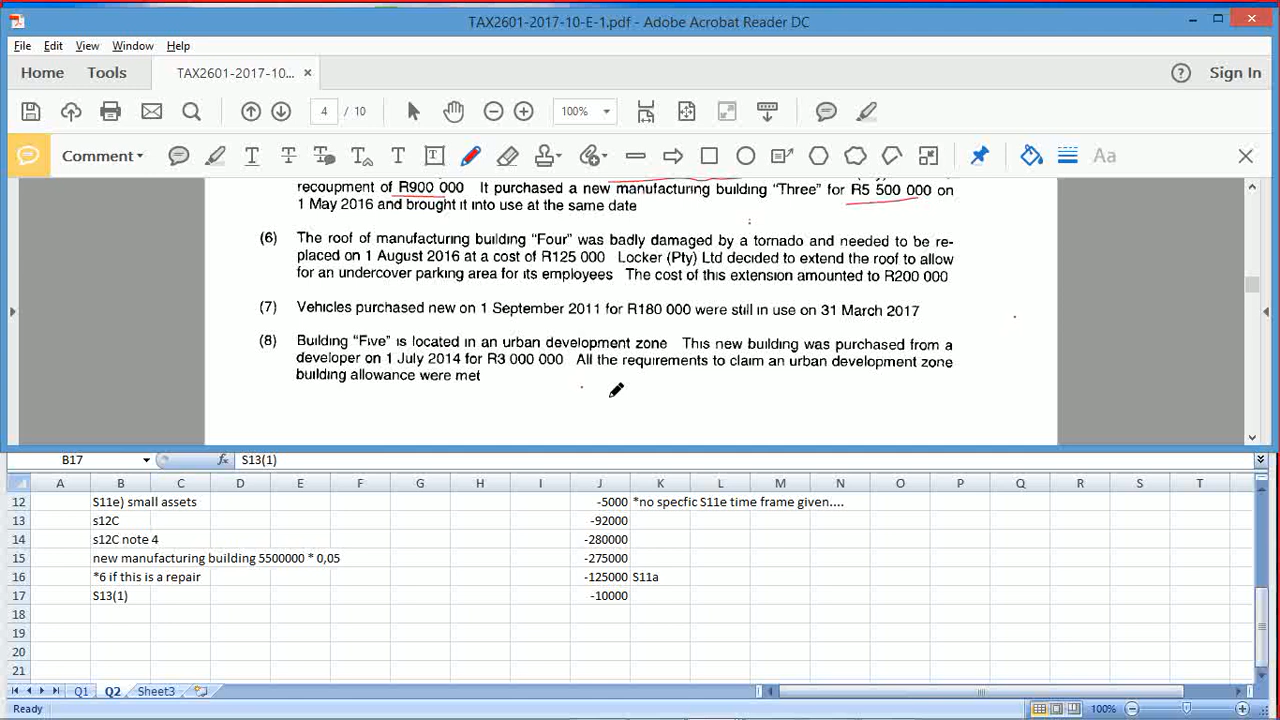 TAX2601-2017-10-E-1.pdf - Adobe Acrobat Reader DC
File Edit View Window Help
Home Tools TAX2601-2017-10... × ? Sign In
4 / 10 100%
Comment T T T T T Aa
recoupment of R900 000 It purchased a new manufacturing building "Three" for R5 500 000 on
1 May 2016 and brought it into use at the same date
(6) The roof of manufacturing building "Four" was badly damaged by a tornado and needed to be re-
placed on 1 August 2016 at a cost of R125 000 Locker (Pty) Ltd decided to extend the roof to allow
for an undercover parking area for its employees The cost of this extension amounted to R200 000
(7) Vehicles purchased new on 1 September 2011 for R180 000 were still in use on 31 March 2017
(8) Building "Five" is located in an urban development zone This new building was purchased from a
developer on 1 July 2014 for R3 000 000 All the requirements to claim an urban development zone
building allowance were met
B17 fx S13(1)
A B C D E F G H I J K L M N O P Q R S T
12 S11e) small assets -5000 *no specfic S11e time frame given....
13 s12C -92000
14 s12C note 4 -280000
15 new manufacturing building 5500000 * 0,05 -275000
16 *6 if this is a repair -125000 S11a
17 S13(1) -10000
18
19
20
21
Q1 Q2 Sheet3
Ready 100%